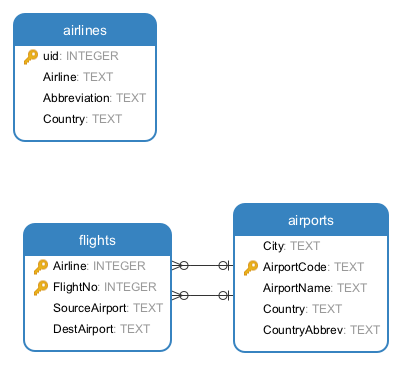 airlines
uid: INTEGER
Airline: TEXT
Abbreviation: TEXT
Country: TEXT
flights
Airline: INTEGER
FlightNo: INTEGER
SourceAirport: TEXT
DestAirport: TEXT
airports
City: TEXT
AirportCode: TEXT
AirportName: TEXT
Country: TEXT
CountryAbbrev: TEXT